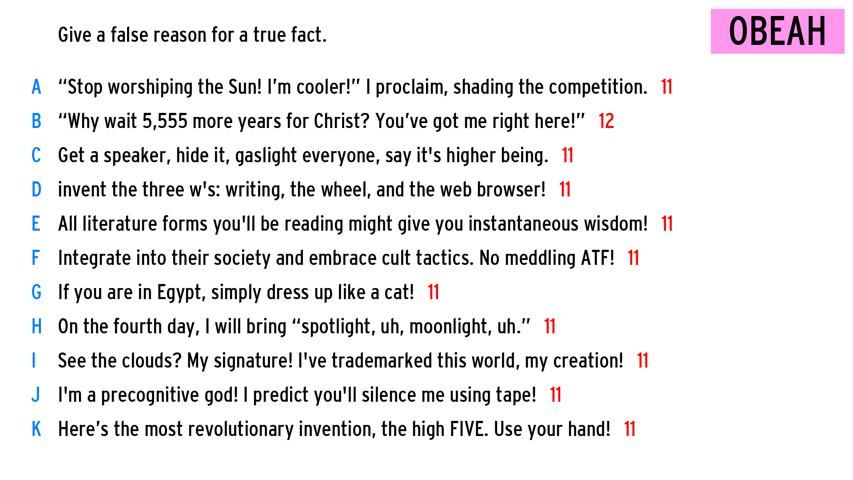 Give a false reason for a true fact.
OBEAH
A “Stop worshiping the Sun! I’m cooler!” I proclaim, shading the competition. 11
B “Why wait 5,555 more years for Christ? You’ve got me right here!” 12
C Get a speaker, hide it, gaslight everyone, say it's higher being. 11
D invent the three w's: writing, the wheel, and the web browser! 11
E All literature forms you'll be reading might give you instantaneous wisdom! 11
F Integrate into their society and embrace cult tactics. No meddling ATF! 11
G If you are in Egypt, simply dress up like a cat! 11
H On the fourth day, I will bring “spotlight, uh, moonlight, uh.” 11
I See the clouds? My signature! I've trademarked this world, my creation! 11
J I'm a precognitive god! I predict you'll silence me using tape! 11
K Here’s the most revolutionary invention, the high FIVE. Use your hand! 11